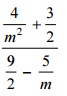 4/m² + 3/2
9/2 − 5/m